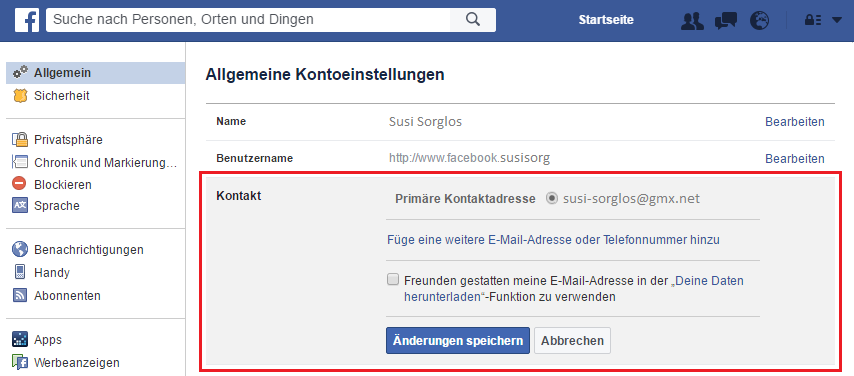 f Suche nach Personen, Orten und Dingen Startseite
Allgemeine Kontoeinstellungen
Allgemein
Sicherheit
Privatsphäre
Chronik und Markierung...
Blockieren
Sprache
Benachrichtigungen
Handy
Abonnenten
Apps
Werbeanzeigen
Name Susi Sorglos Bearbeiten
Benutzername http://www.facebook.susisorg Bearbeiten
Kontakt Primäre Kontaktadresse susi-sorglos@gmx.net
Füge eine weitere E-Mail-Adresse oder Telefonnummer hinzu
Freunden gestatten meine E-Mail-Adresse in der „Deine Daten
herunterladen“-Funktion zu verwenden
Änderungen speichern Abbrechen